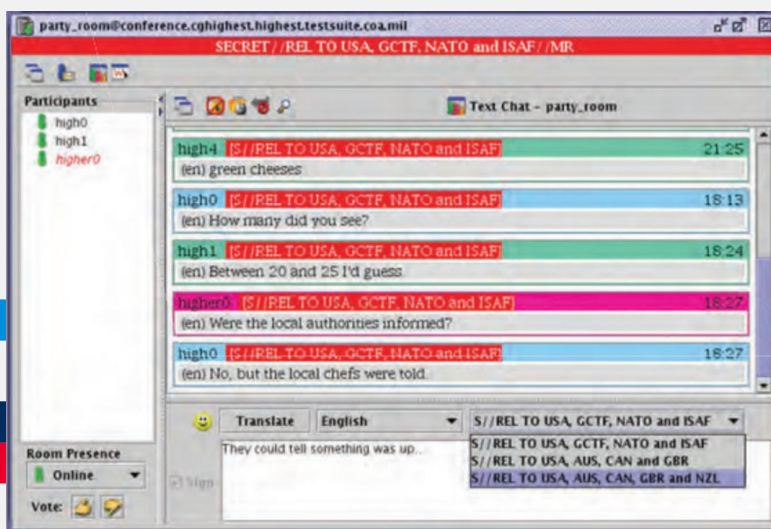 party_room@conference.cghighest.highest.testsuite.coa.mil
SECRET//REL TO USA, GCTF, NATO and ISAF//MR
Participants
high0
high1
higher0
Text Chat - party_room
high4 [S//REL TO USA, GCTF, NATO and ISAF] 21:25
(en) green cheeses
high0 [S//REL TO USA, GCTF, NATO and ISAF] 18:13
(en) How many did you see?
high1 [S//REL TO USA, GCTF, NATO and ISAF] 18:24
(en) Between 20 and 25 I'd guess
higher0 [S//REL TO USA, GCTF, NATO and ISAF] 18:27
(en) Were the local authorities informed?
high0 [S//REL TO USA, GCTF, NATO and ISAF] 18:27
(en) No, but the local chefs were told
Translate English S//REL TO USA, GCTF, NATO and ISAF
S//REL TO USA, GCTF, NATO and ISAF
S//REL TO USA, AUS, CAN and GBR
S//REL TO USA, AUS, CAN, GBR and NZL
They could tell something was up...
Sign
Room Presence
Online
Vote: